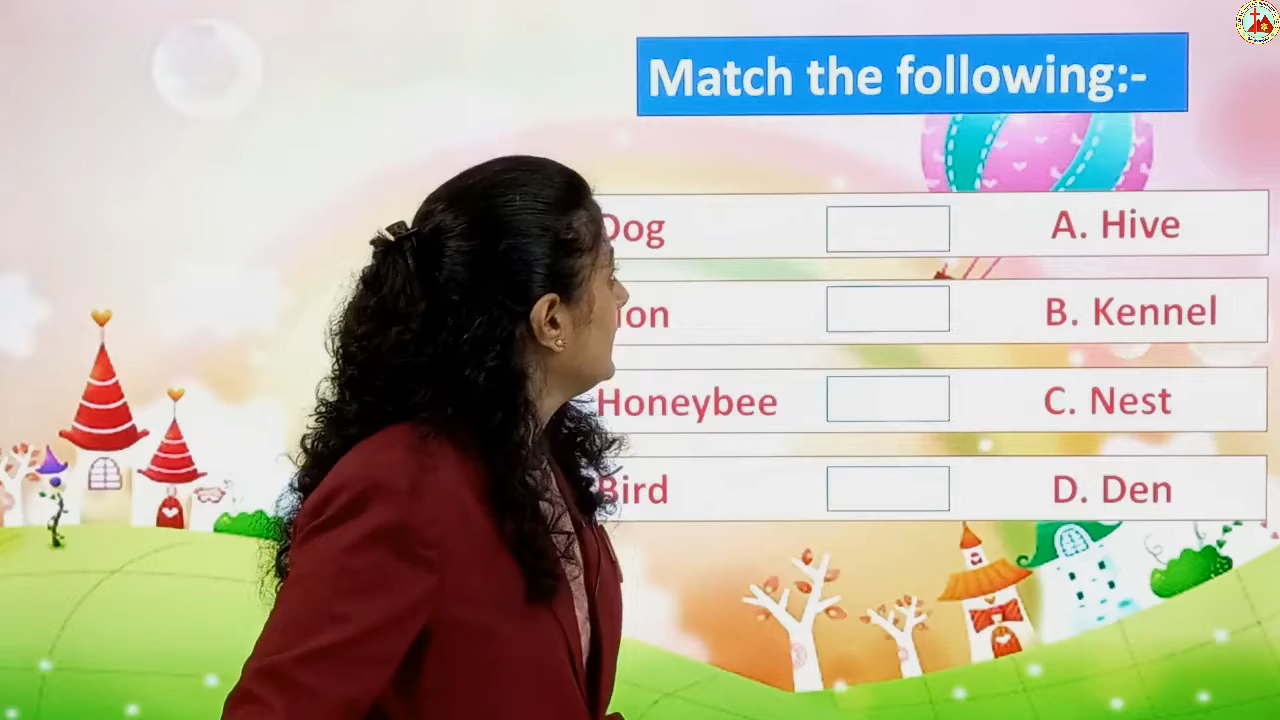 Match the following:-
Dog A. Hive
B. Kennel
Honeybee C. Nest
Bird D. Den